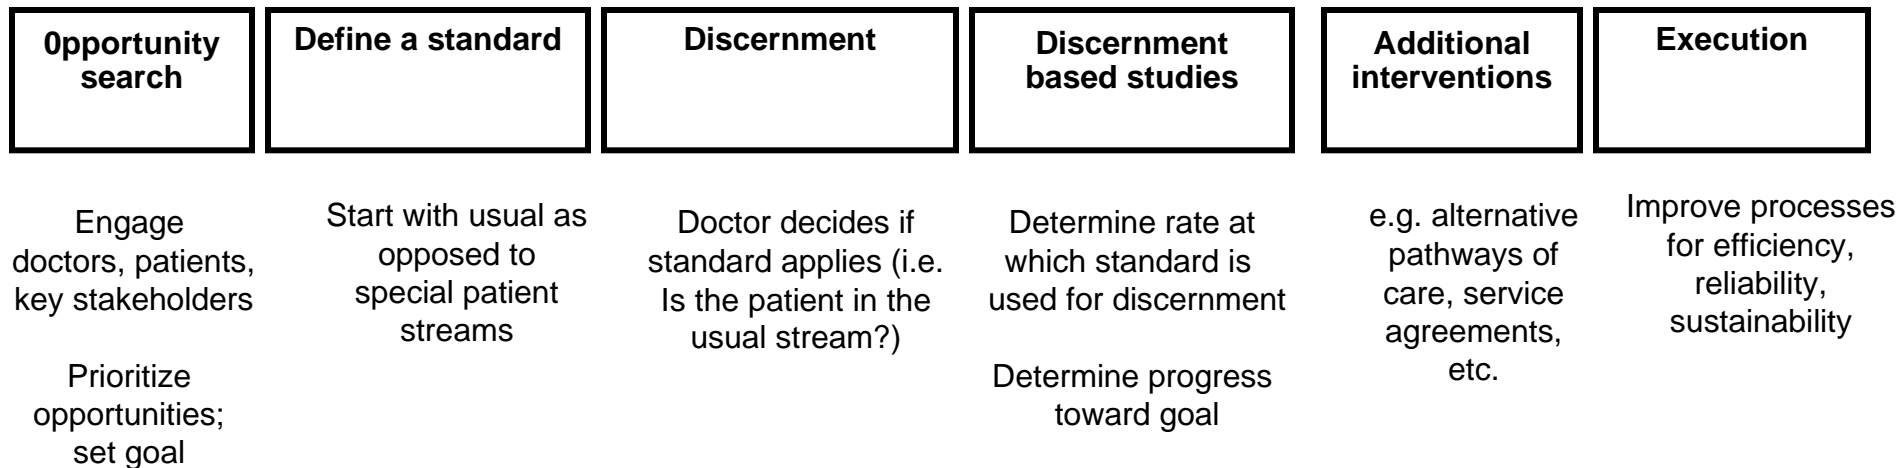 0pportunity
search
Define a standard
Discernment
Discernment
based studies
Additional
interventions
Execution
Engage
doctors, patients,
key stakeholders
Prioritize
opportunities;
set goal
Start with usual as
opposed to
special patient
streams
Doctor decides if
standard applies (i.e.
Is the patient in the
usual stream?)
Determine rate at
which standard is
used for discernment
Determine progress
toward goal
e.g. alternative
pathways of
care, service
agreements,
etc.
Improve processes
for efficiency,
reliability,
sustainability